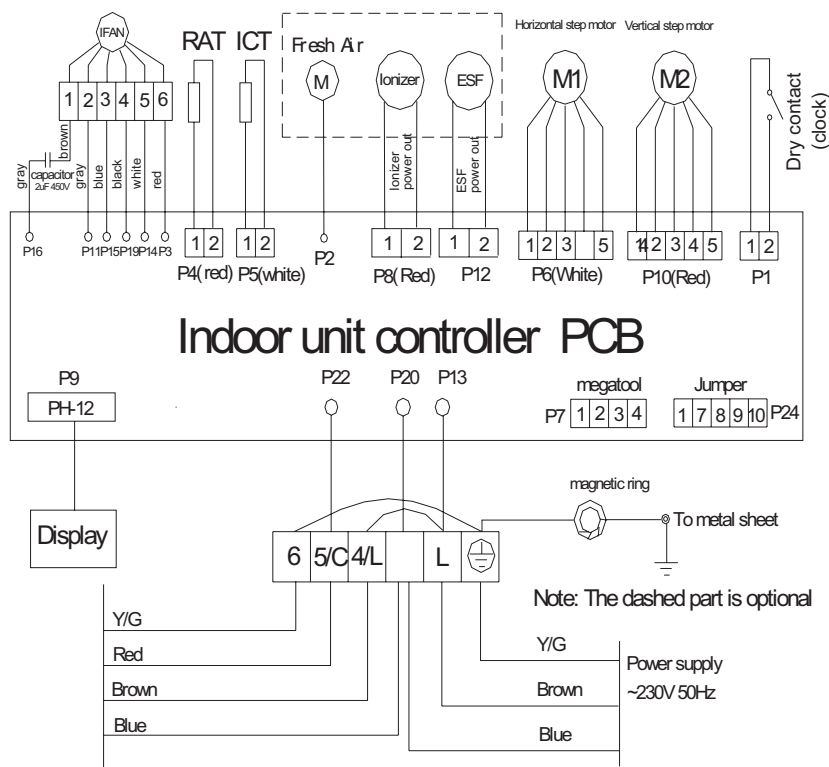 IFAN
RAT ICT
Fresh Air
Ionizer
ESF
Horizontal step motor
Vertical step motor
M
M1
M2
1 2 3 4 5 6
brown
gray
capacitor
2uF 450V
gray
blue
black
white
red
Ionizer
power out
ESF
power out
Dry contact
(clock)
P16
P11 P15 P19 P14 P3
1 2
P4(red)
1 2
P5(white)
P2
1 2
P8(Red)
1 2
P12
1 2 3 5
P6(White)
14 2 3 4 5
P10(Red)
1 2
P1
Indoor unit controller PCB
P9
PH-12
P22
P20
P13
megatool
P7 1 2 3 4
Jumper
1 7 8 9 10 P24
Display
magnetic ring
To metal sheet
6 5/C 4/L L
Note: The dashed part is optional
Y/G
Red
Brown
Blue
Y/G
Brown
Blue
Power supply
~230V 50Hz